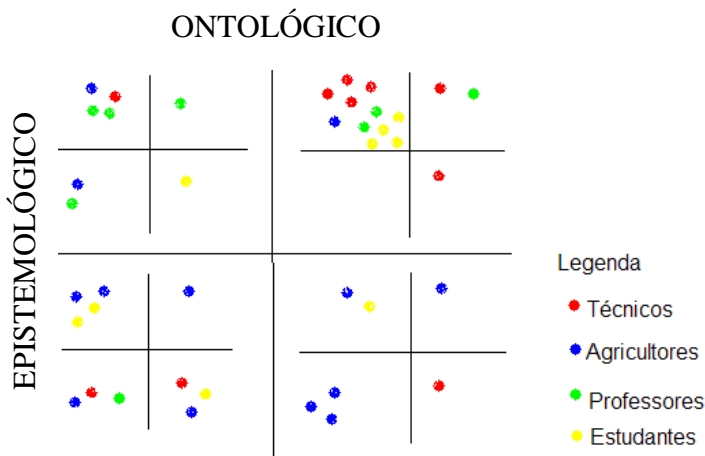 ONTOLÓGICO
EPISTEMOLÓGICO
Legenda
Técnicos
Agricultores
Professores
Estudantes